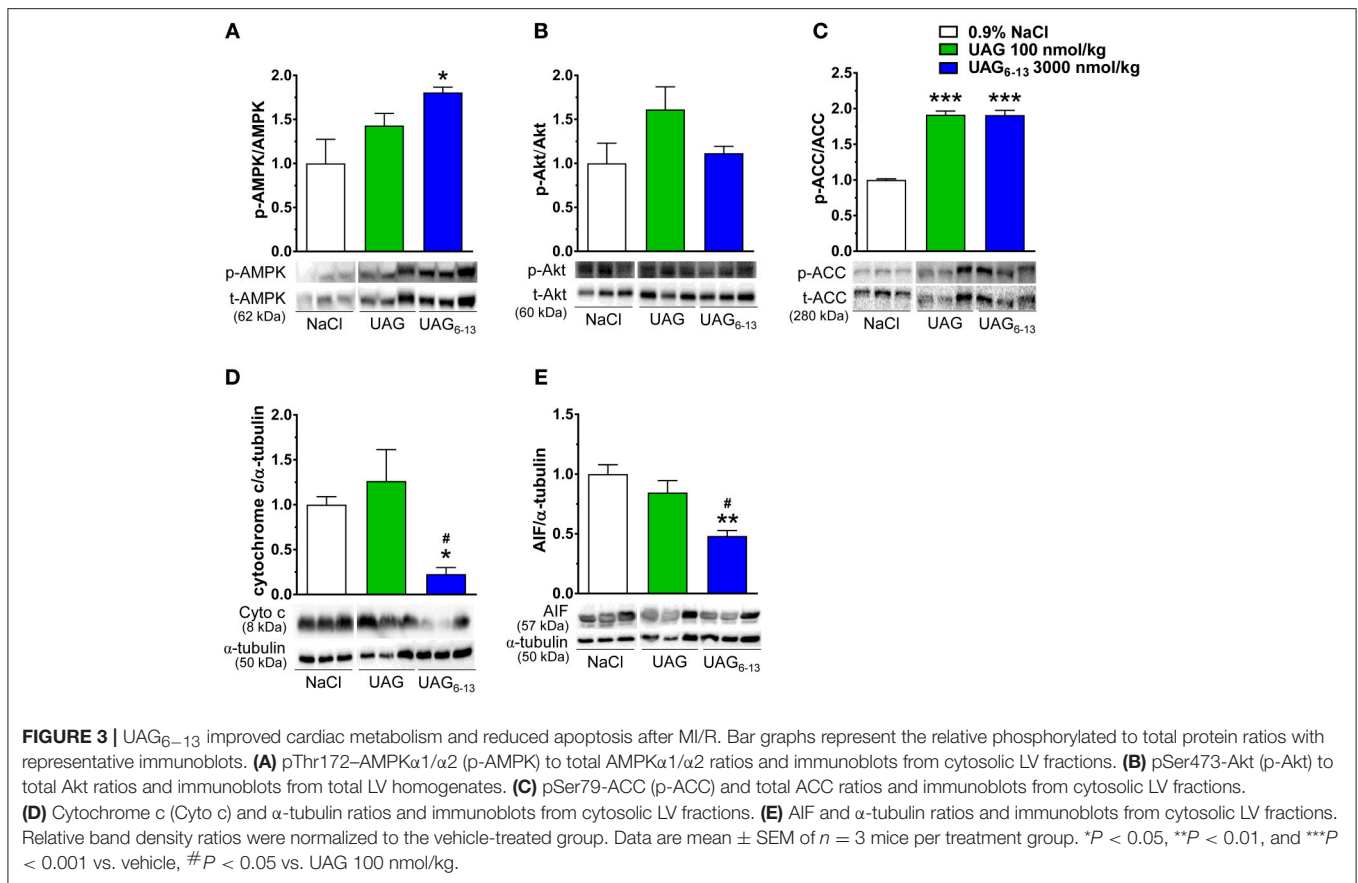 A
p-AMPK/AMPK
2.0
1.5
1.0
0.5
0.0
*
p-AMPK
t-AMPK
(62 kDa)
NaCl UAG UAG6-13
B
p-Akt/Akt
2.0
1.5
1.0
0.5
0.0
p-Akt
t-Akt
(60 kDa)
NaCl UAG UAG6-13
C
0.9% NaCl
UAG 100 nmol/kg
UAG6-13 3000 nmol/kg
p-ACC/ACC
2.5
2.0
1.5
1.0
0.5
0.0
*** ***
p-ACC
t-ACC
(280 kDa)
NaCl UAG UAG6-13
D
cytochrome c/α-tubulin
2.0
1.5
1.0
0.5
0.0
#
*
Cyto c
(8 kDa)
α-tubulin
(50 kDa)
NaCl UAG UAG6-13
E
AIF/α-tubulin
1.5
1.0
0.5
0.0
#
**
AIF
(57 kDa)
α-tubulin
(50 kDa)
NaCl UAG UAG6-13
FIGURE 3 | UAG6−13 improved cardiac metabolism and reduced apoptosis after MI/R. Bar graphs represent the relative phosphorylated to total protein ratios with
representative immunoblots. (A) pThr172–AMPKα1/α2 (p-AMPK) to total AMPKα1/α2 ratios and immunoblots from cytosolic LV fractions. (B) pSer473-Akt (p-Akt) to
total Akt ratios and immunoblots from total LV homogenates. (C) pSer79-ACC (p-ACC) and total ACC ratios and immunoblots from cytosolic LV fractions.
(D) Cytochrome c (Cyto c) and α-tubulin ratios and immunoblots from cytosolic LV fractions. (E) AIF and α-tubulin ratios and immunoblots from cytosolic LV fractions.
Relative band density ratios were normalized to the vehicle-treated group. Data are mean ± SEM of n = 3 mice per treatment group. *P < 0.05, **P < 0.01, and ***P
< 0.001 vs. vehicle, #P < 0.05 vs. UAG 100 nmol/kg.